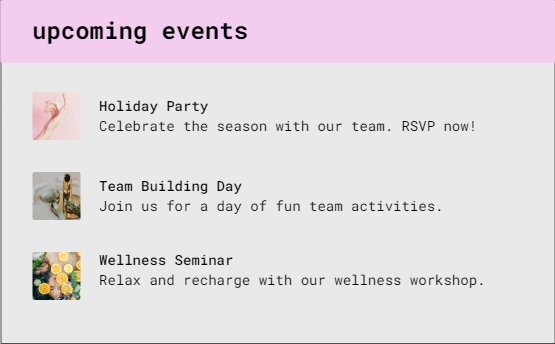 upcoming events
Holiday Party
Celebrate the season with our team. RSVP now!
Team Building Day
Join us for a day of fun team activities.
Wellness Seminar
Relax and recharge with our wellness workshop.